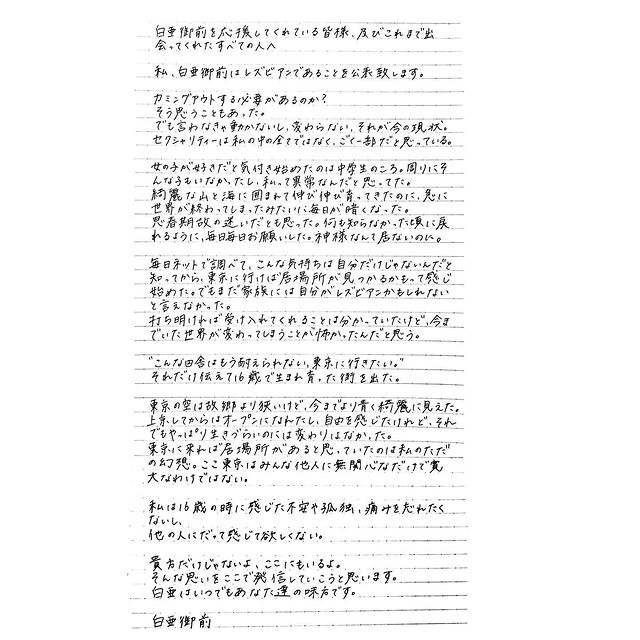 白亜御前を応援してくれている皆様、及びこれまで出
会ってくれたすべての人へ
私、白亜御前はレズビアンであることを公表致します。
カミングアウトする必要があるのか?
そう思うこともあった。
でも言わなきゃ動かないし、変わらない、それが今の現状。
セクシャリティーは私の中の全てではなく、ごく一部だと思っている。
女の子が好きだと気付き始めたのは中学生のころ。周りにそ
んな子もいなかったし、私って異常なんだと思ってた。
綺麗な山と海に囲まれて伸び伸び育ってきたのに、急に
世界が終わってしまったみたいに毎日が暗くなった。
思春期故の迷いだとも思った。何も知らなかった頃に戻
れるように、毎日毎日お願いした。神様なんて居ないのに。
毎日ネットで調べて、こんな気持ちは自分だけじゃないんだと
知ってから、東京に行けば居場所が見つかるかもって感じ
始めた。でもまだ家族には自分がレズビアンかもしれない
と言えなかった。
打ち明ければ受け入れてくれることは分かっていたけど、今ま
でいた世界が変わってしまうことが怖かったんだと思う。
"こんな田舎はもう耐えられない、東京に行きたい。"
それだけ伝えて16歳で生まれ育った街を出た。
東京の空は故郷より狭いけど、今までより青く綺麗に見えた。
上京してからはオープンになれたし、自由を感じたけれど、それ
でもやっぱり生きづらいのには変わりはなかった。
東京に来れば居場所があると思っていたのは私のただ
の幻想。ここ東京はみんな他人に無関心なだけで寛
大なわけではない。
私は16歳の時に感じた不安や孤独、痛みを忘れたく
ないし、
他の人にだって感じて欲しくない。
貴方だけじゃないよ、ここにもいるよ。
そんな思いをここで発信していこうと思います。
白亜はいつでもあなた達の味方です。
白亜御前